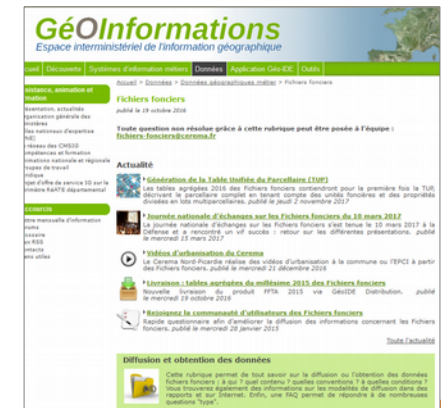 GéOInformations
Espace interministériel de l'information géographique
Découverte Systèmes d'information métiers Données Application Géo-IDE Outils
Accueil > Données > Données géographiques métier > Fichiers fonciers
Fichiers fonciers
publié le 19 octobre 2016
Toute question non résolue grâce à cette rubrique peut être posée à l'équipe :
fichiers-fonciers@cerema.fr
Actualité
Génération de la Table Unifiée du Parcellaire (TUP)
Les tables agrégées 2016 des Fichiers fonciers contiendront pour la première fois la TUP,
décrivant le parcellaire complet en tenant compte des unités foncières et des propriétés
divisées en lots multiparcellaires. publié le jeudi 2 novembre 2017
Journée nationale d'échanges sur les Fichiers fonciers du 10 mars 2017
La journée nationale d'échanges sur les Fichiers fonciers s'est tenue le 10 mars 2017 à la
Défense et a rencontré un vif succès : retour sur les différentes présentations. publié
le mercredi 15 mars 2017
Vidéos d'urbanisation du Cerema
Le Cerema Nord-Picardie réalise des vidéos d'urbanisation à la commune ou l'EPCI à partir
des Fichiers fonciers. publié le mercredi 21 décembre 2016
Livraison : tables agrégées du millésime 2015 des Fichiers fonciers
Nouvelle livraison du produit FFTA 2015 via GéoIDE Distribution. publié
le mercredi 19 octobre 2016
Rejoignez la communauté d'utilisateurs des Fichiers fonciers
Rapide questionnaire afin d'améliorer la diffusion des informations concernant les Fichiers
fonciers. publié le mercredi 28 janvier 2015
Toute l'actualité
Diffusion et obtention des données
Cette rubrique permet de tout savoir sur la diffusion ou l'obtention des données
fichiers fonciers : à qui ? quel contenu ? quelles conventions ? à quelles conditions ?
Vous trouverez également des informations sur les modalités de diffusion dans des
rapports et sur Internet. Enfin, une FAQ permet de répondre à de nombreuses
questions "type".